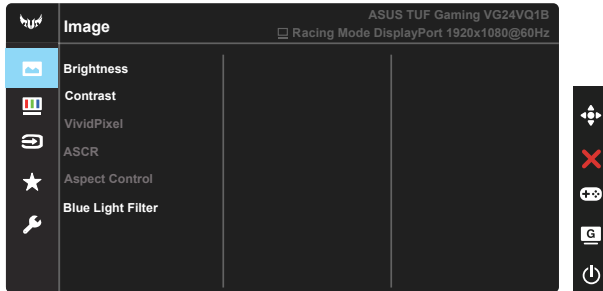 Image
ASUS TUF Gaming VG24VQ1B
Racing Mode DisplayPort 1920x1080@60Hz
Brightness
Contrast
VividPixel
ASCR
Aspect Control
Blue Light Filter
G